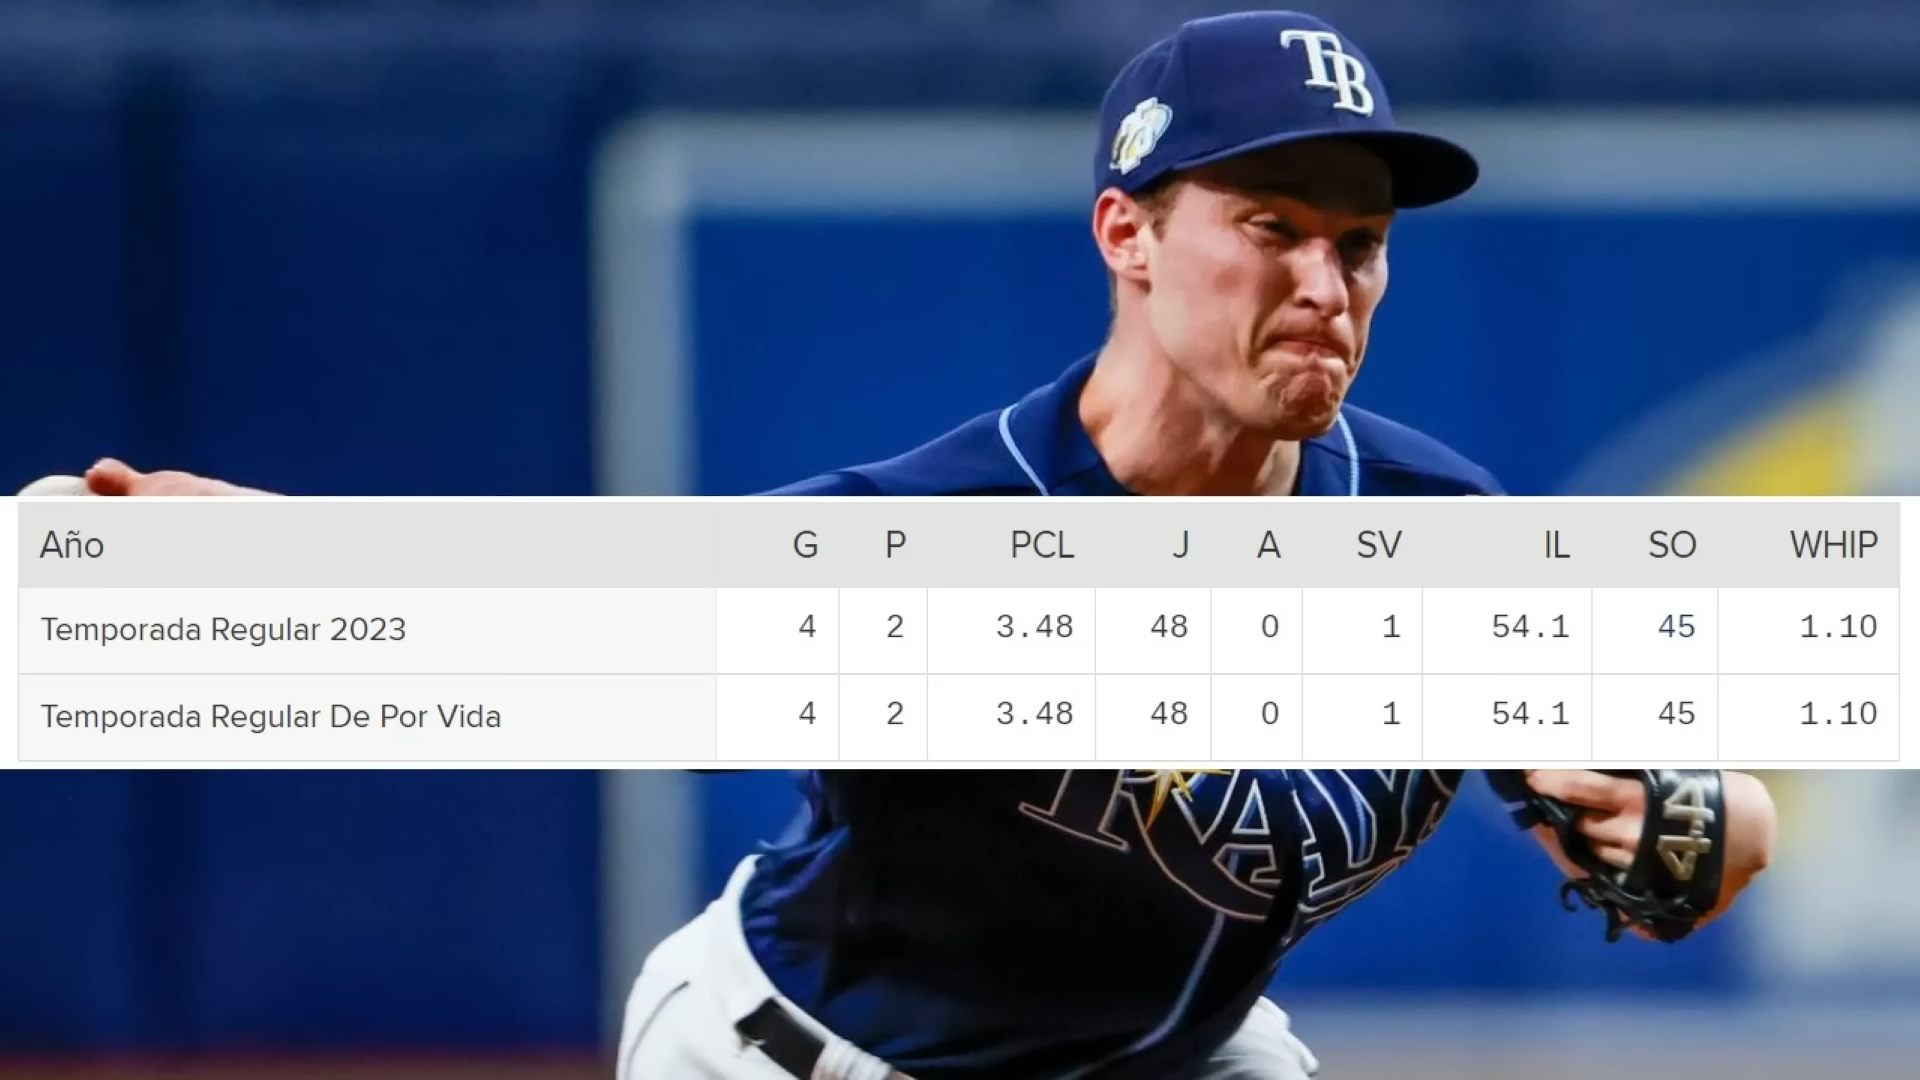 TB
Año G P PCL J A SV IL SO WHIP
Temporada Regular 2023 4 2 3.48 48 0 1 54.1 45 1.10
Temporada Regular De Por Vida 4 2 3.48 48 0 1 54.1 45 1.10
RAYS
44